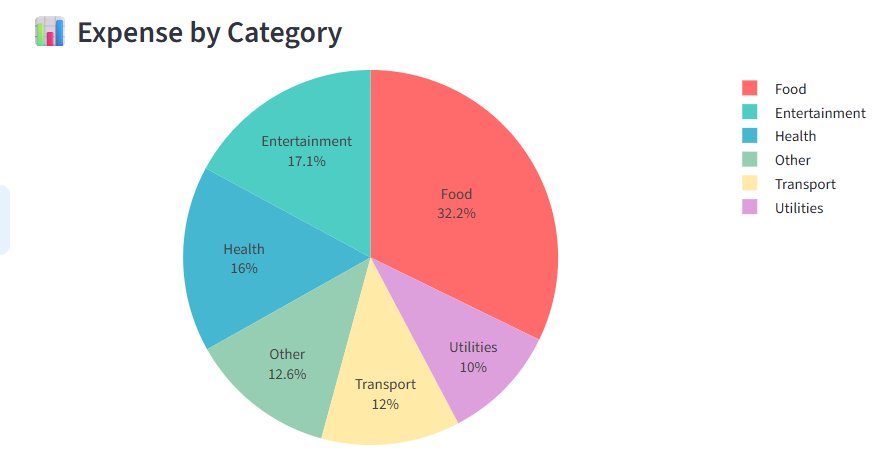 Expense by Category
Food
32.2%
Entertainment
17.1%
Health
16%
Other
12.6%
Transport
12%
Utilities
10%
Food
Entertainment
Health
Other
Transport
Utilities